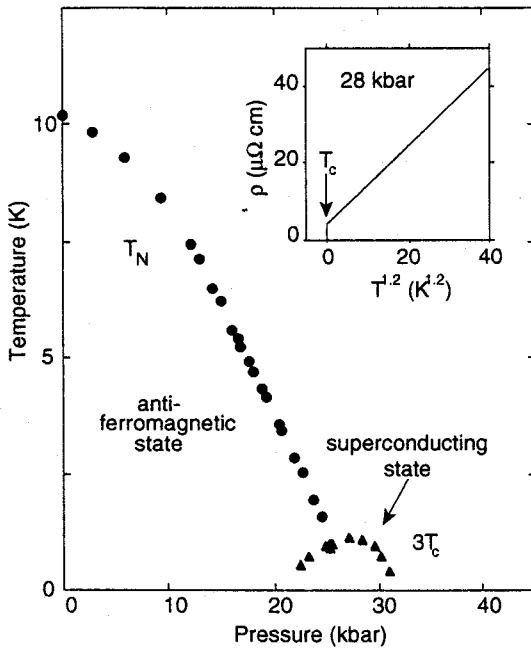 10
5
0
Temperature (K)
0
10
20
30
40
Pressure (kbar)
T_N
anti-
ferromagnetic
state
superconducting
state
3T_c
28 kbar
T_c
40
20
0
ρ (μΩ cm)
0
20
40
T^1.2 (K^1.2)